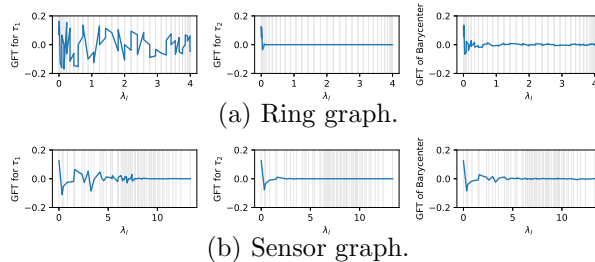 GFT for τ1
0.2
0.0
−0.2
0 1 2 3 4
λl
GFT for τ2
0.2
0.0
−0.2
0 1 2 3 4
λl
GFT of Barycenter
0.2
0.0
−0.2
0 1 2 3 4
λl
(a) Ring graph.
GFT for τ1
0.2
0.0
−0.2
0 5 10
λl
GFT for τ2
0.2
0.0
−0.2
0 5 10
λl
GFT of Barycenter
0.2
0.0
−0.2
0 5 10
λl
(b) Sensor graph.